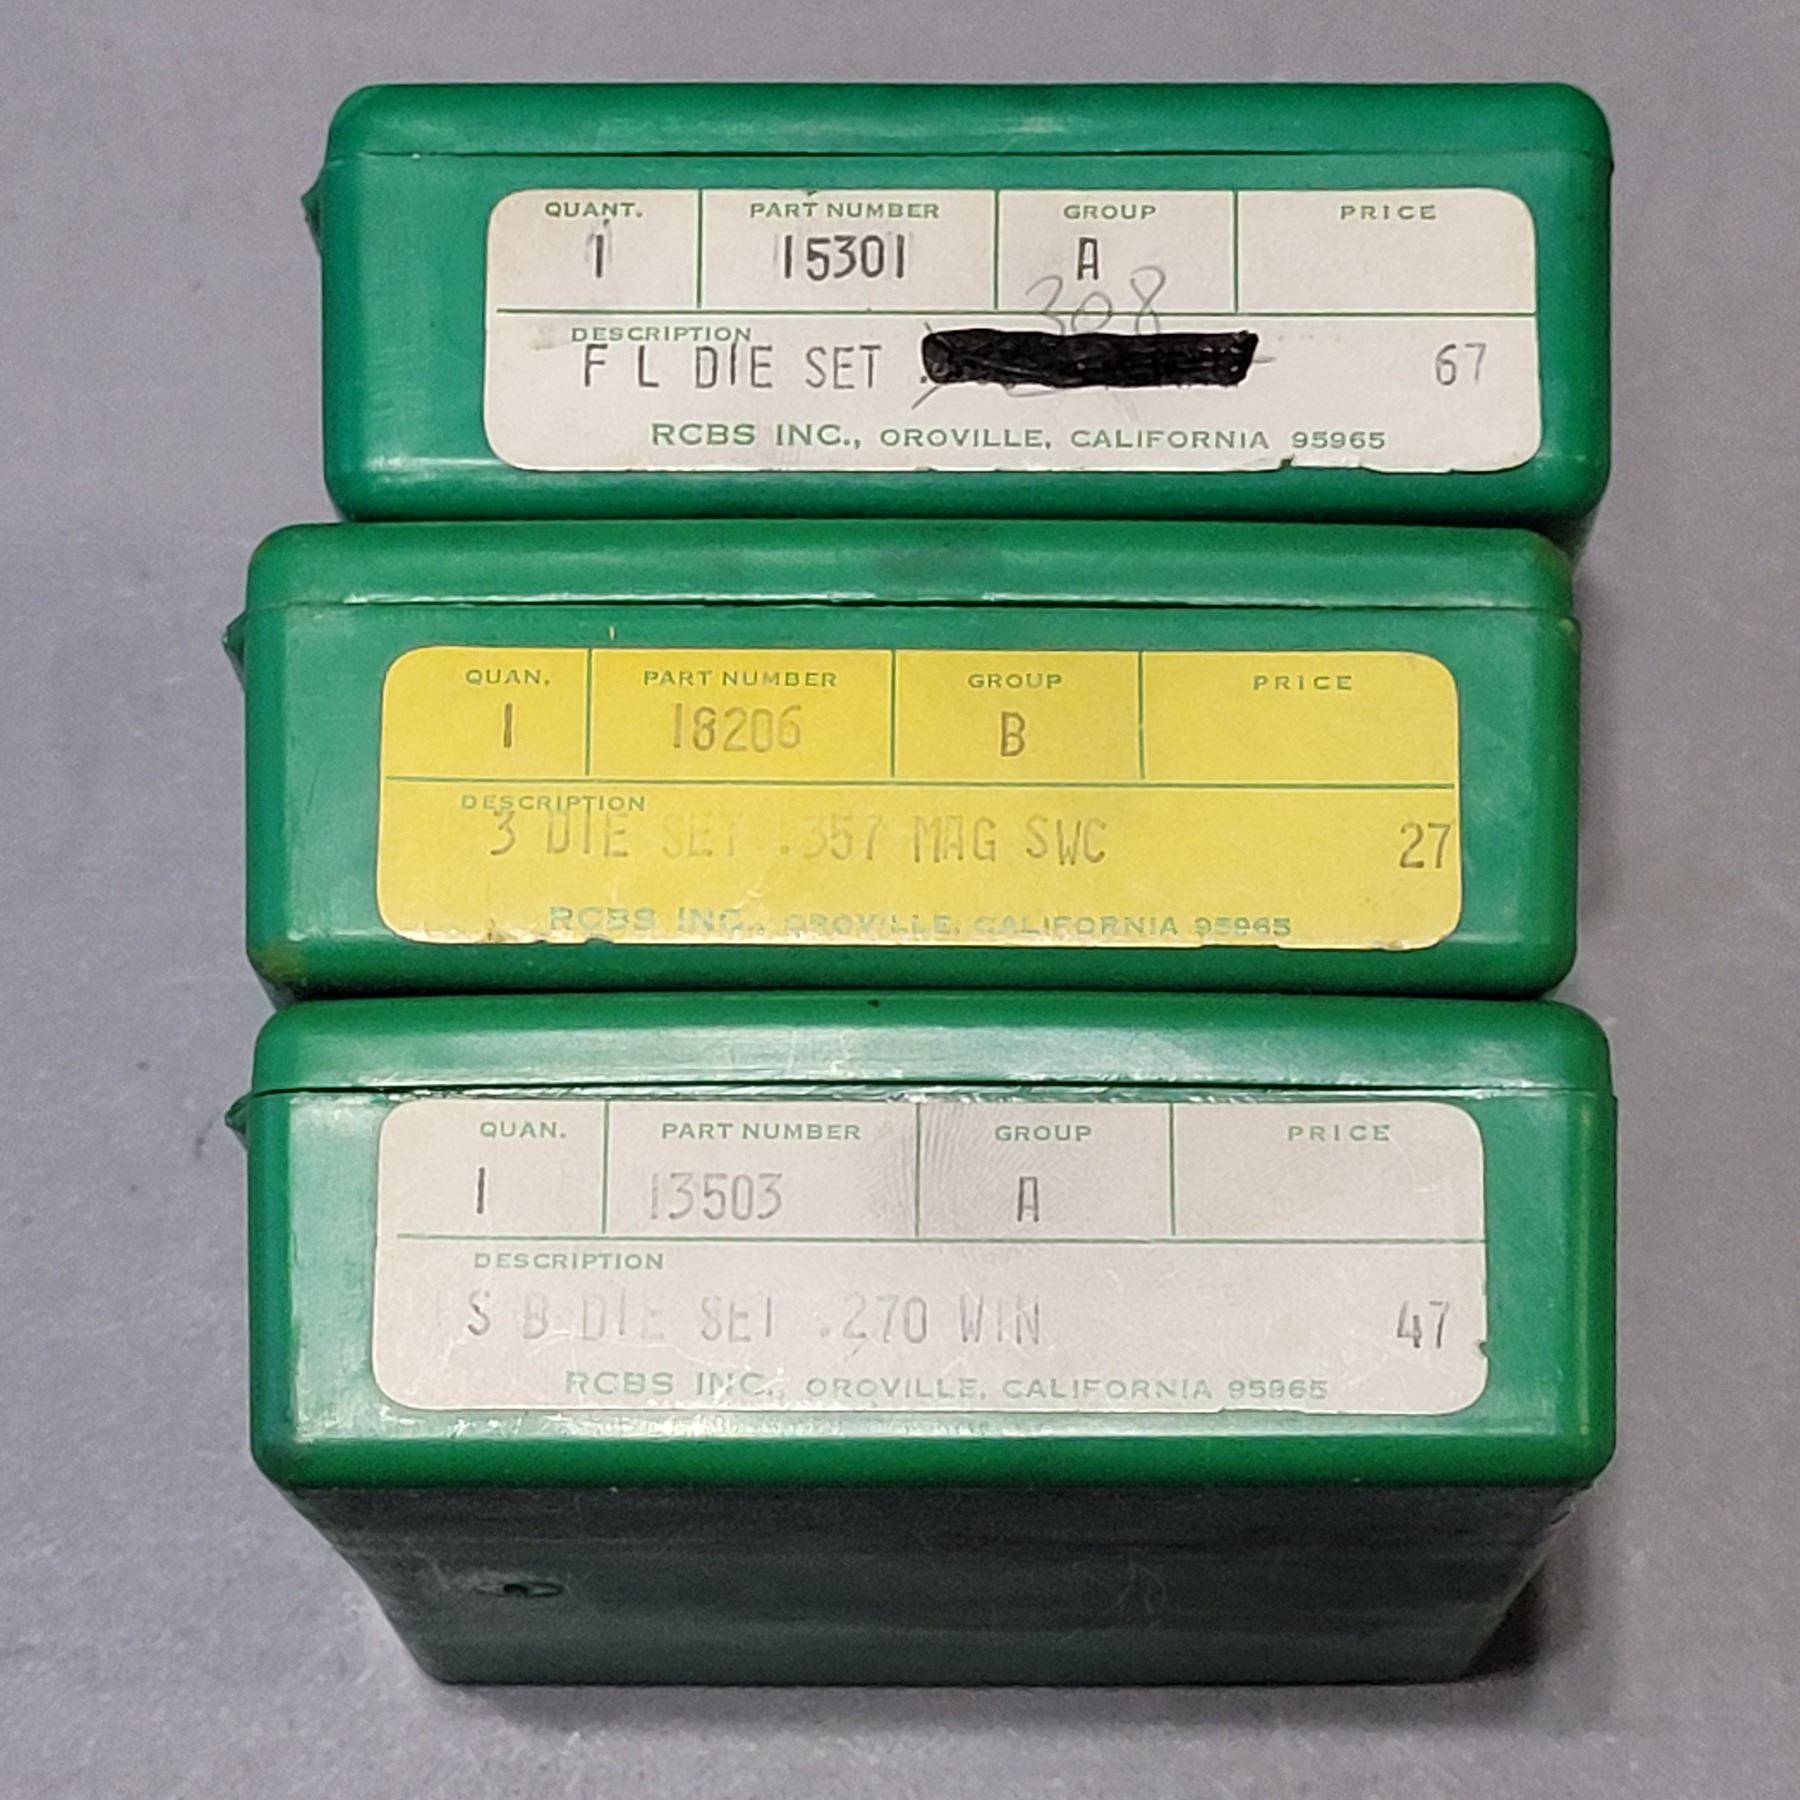 QUANT. PART NUMBER GROUP PRICE
1 15301 A
308
DESCRIPTION
F L DIE SET 67
RCBS INC., OROVILLE, CALIFORNIA 95965
QUAN. PART NUMBER GROUP PRICE
1 18206 B
DESCRIPTION
3 DIE SET .357 MAG SWC 27
RCBS INC., OROVILLE, CALIFORNIA 95965
QUAN. PART NUMBER GROUP PRICE
1 13503 A
DESCRIPTION
S B DIE SET .270 WIN 47
RCBS INC., OROVILLE, CALIFORNIA 95965